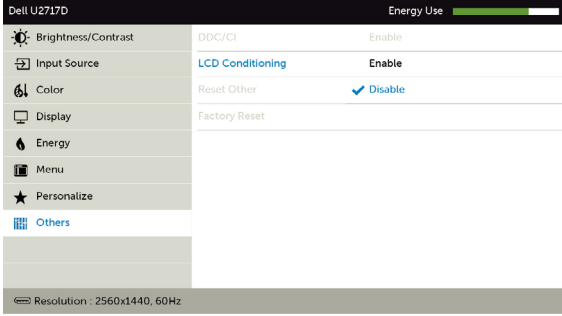 Dell U2717D Energy Use
Brightness/Contrast DDC/CI Enable
Input Source LCD Conditioning Enable
Color Reset Other Disable
Display Factory Reset
Energy
Menu
Personalize
Others
Resolution : 2560x1440, 60Hz